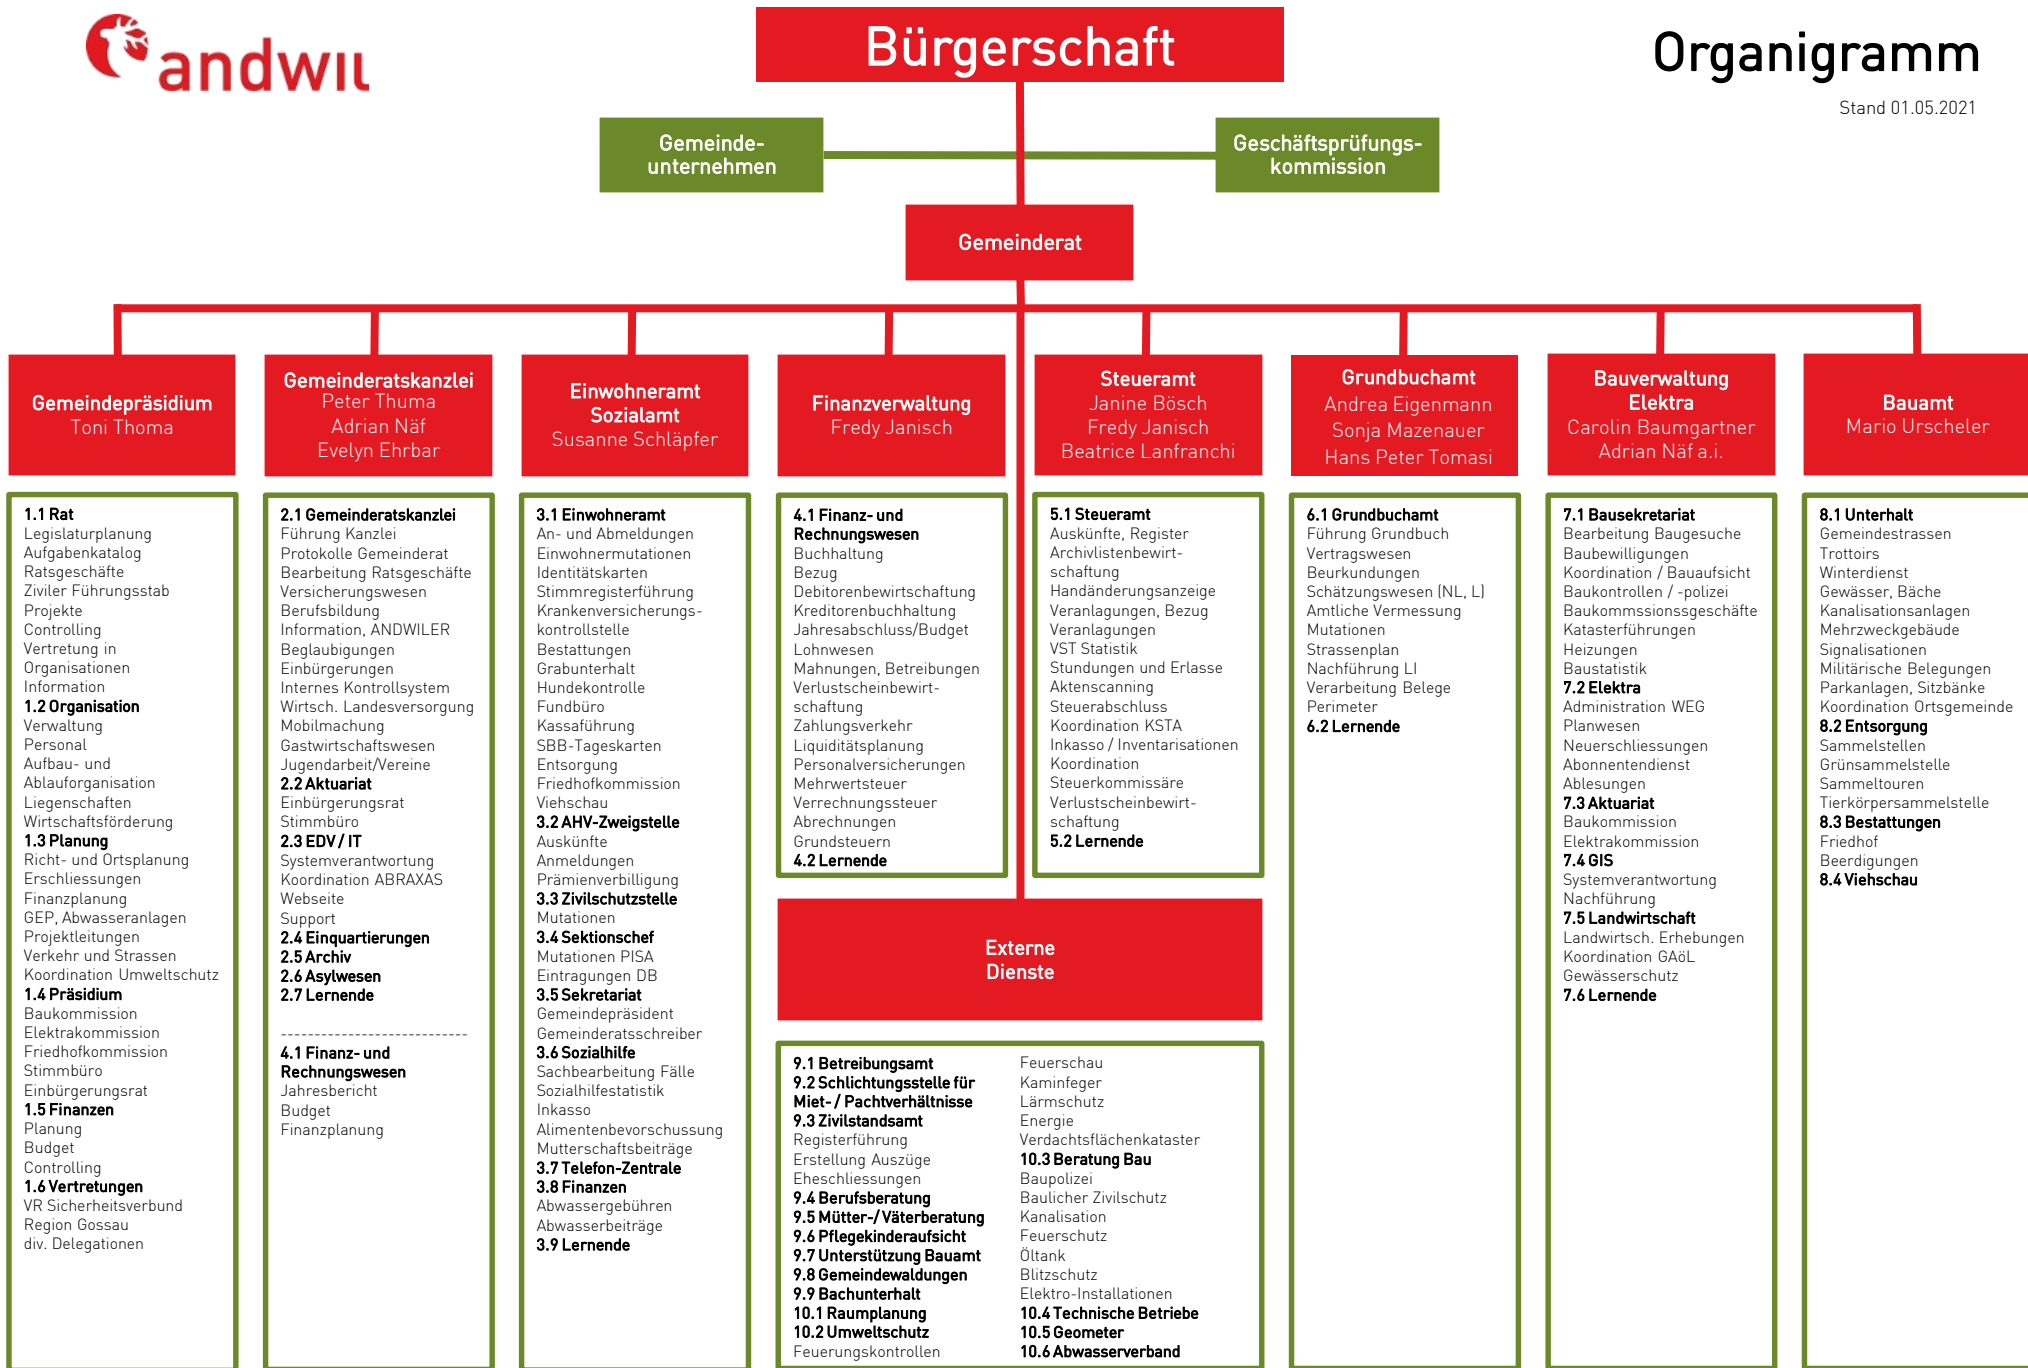 andwil
Bürgerschaft
Organigramm
Stand 01.05.2021
Gemeinde-
unternehmen
Geschäftsprüfungs-
kommission
Gemeinderat
Gemeindepräsidium
Toni Thoma
Gemeinderatskanzlei
Peter Thuma
Adrian Näf
Evelyn Ehrbar
Einwohneramt
Sozialamt
Susanne Schläpfer
Finanzverwaltung
Fredy Janisch
Steueramt
Janine Bösch
Fredy Janisch
Beatrice Lanfranchi
Grundbuchamt
Andrea Eigenmann
Sonja Mazenauer
Hans Peter Tomasi
Bauverwaltung
Elektra
Carolin Baumgartner
Adrian Näf a.i.
Bauamt
Mario Urscheler
1.1 Rat
Legislaturplanung
Aufgabenkatalog
Ratsgeschäfte
Ziviler Führungsstab
Projekte
Controlling
Vertretung in
Organisationen
Information
1.2 Organisation
Verwaltung
Personal
Aufbau- und
Ablauforganisation
Liegenschaften
Wirtschaftsförderung
1.3 Planung
Richt- und Ortsplanung
Erschliessungen
Finanzplanung
GEP, Abwasseranlagen
Projektleitungen
Verkehr und Strassen
Koordination Umweltschutz
1.4 Präsidium
Baukommission
Elektrakommission
Friedhofkommission
Stimmbüro
Einbürgerungsrat
1.5 Finanzen
Planung
Budget
Controlling
1.6 Vertretungen
VR Sicherheitsverbund
Region Gossau
div. Delegationen
2.1 Gemeinderatskanzlei
Führung Kanzlei
Protokolle Gemeinderat
Bearbeitung Ratsgeschäfte
Versicherungswesen
Berufsbildung
Information, ANDWILER
Beglaubigungen
Einbürgerungen
Internes Kontrollsystem
Wirtsch. Landesversorgung
Mobilmachung
Gastwirtschaftswesen
Jugendarbeit/Vereine
2.2 Aktuariat
Einbürgerungsrat
Stimmbüro
2.3 EDV / IT
Systemverantwortung
Koordination ABRAXAS
Webseite
Support
2.4 Einquartierungen
2.5 Archiv
2.6 Asylwesen
2.7 Lernende
----------------------------
4.1 Finanz- und
Rechnungswesen
Jahresbericht
Budget
Finanzplanung
3.1 Einwohneramt
An- und Abmeldungen
Einwohnermutationen
Identitätskarten
Stimmregisterführung
Krankenversicherungs-
kontrollstelle
Bestattungen
Grabunterhalt
Hundekontrolle
Fundbüro
Kassaführung
SBB-Tageskarten
Entsorgung
Friedhofkommission
Viehschau
3.2 AHV-Zweigstelle
Auskünfte
Anmeldungen
Prämienverbilligung
3.3 Zivilschutzstelle
Mutationen
3.4 Sektionschef
Mutationen PISA
Eintragungen DB
3.5 Sekretariat
Gemeindepräsident
Gemeinderatsschreiber
3.6 Sozialhilfe
Sachbearbeitung Fälle
Sozialhilfestatistik
Inkasso
Alimentenbevorschussung
Mutterschaftsbeiträge
3.7 Telefon-Zentrale
3.8 Finanzen
Abwassergebühren
Abwasserbeiträge
3.9 Lernende
4.1 Finanz- und
Rechnungswesen
Buchhaltung
Bezug
Debitorenbewirtschaftung
Kreditorenbuchhaltung
Jahresabschluss/Budget
Lohnwesen
Mahnungen, Betreibungen
Verlustscheinbewirt-
schaftung
Zahlungsverkehr
Liquiditätsplanung
Personalversicherungen
Mehrwertsteuer
Verrechnungssteuer
Abrechnungen
Grundsteuern
4.2 Lernende
5.1 Steueramt
Auskünfte, Register
Archivlistenbewirt-
schaftung
Handänderungsanzeige
Veranlagungen, Bezug
Veranlagungen
VST Statistik
Stundungen und Erlasse
Aktenscanning
Steuerabschluss
Koordination KSTA
Inkasso / Inventarisationen
Koordination
Steuerkommissäre
Verlustscheinbewirt-
schaftung
5.2 Lernende
6.1 Grundbuchamt
Führung Grundbuch
Vertragswesen
Beurkundungen
Schätzungswesen (NL, L)
Amtliche Vermessung
Mutationen
Strassenplan
Nachführung LI
Verarbeitung Belege
Perimeter
6.2 Lernende
7.1 Bausekretariat
Bearbeitung Baugesuche
Baubewilligungen
Koordination / Bauaufsicht
Baukontrollen / -polizei
Baukommssionssgeschäfte
Katasterführungen
Heizungen
Baustatistik
7.2 Elektra
Administration WEG
Planwesen
Neuerschliessungen
Abonnentendienst
Ablesungen
7.3 Aktuariat
Baukommission
Elektrakommission
7.4 GIS
Systemverantwortung
Nachführung
7.5 Landwirtschaft
Landwirtsch. Erhebungen
Koordination GAöL
Gewässerschutz
7.6 Lernende
8.1 Unterhalt
Gemeindestrassen
Trottoirs
Winterdienst
Gewässer, Bäche
Kanalisationsanlagen
Mehrzweckgebäude
Signalisationen
Militärische Belegungen
Parkanlagen, Sitzbänke
Koordination Ortsgemeinde
8.2 Entsorgung
Sammelstellen
Grünsammelstelle
Sammeltouren
Tierkörpersammelstelle
8.3 Bestattungen
Friedhof
Beerdigungen
8.4 Viehschau
Externe
Dienste
9.1 Betreibungsamt
9.2 Schlichtungsstelle für
Miet- / Pachtverhältnisse
9.3 Zivilstandsamt
Registerführung
Erstellung Auszüge
Eheschliessungen
9.4 Berufsberatung
9.5 Mütter-/ Väterberatung
9.6 Pflegekinderaufsicht
9.7 Unterstützung Bauamt
9.8 Gemeindewaldungen
9.9 Bachunterhalt
10.1 Raumplanung
10.2 Umweltschutz
Feuerungskontrollen
Feuerschau
Kaminfeger
Lärmschutz
Energie
Verdachtsflächenkataster
10.3 Beratung Bau
Baupolizei
Baulicher Zivilschutz
Kanalisation
Feuerschutz
Öltank
Blitzschutz
Elektro-Installationen
10.4 Technische Betriebe
10.5 Geometer
10.6 Abwasserverband